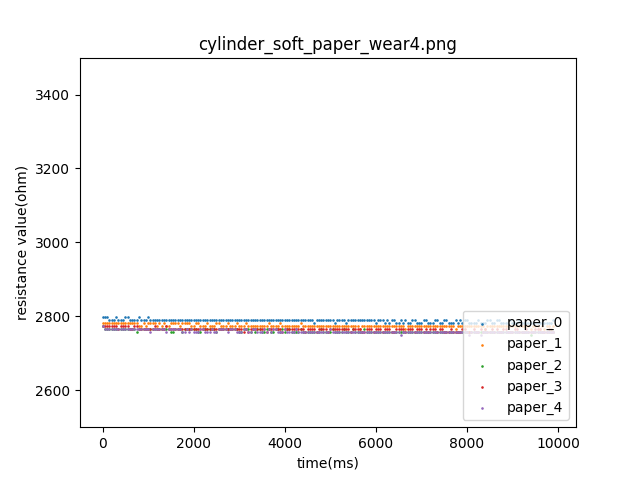 cylinder_soft_paper_wear4.png
resistance value(ohm)
3400
3200
3000
2800
2600
paper_0
paper_1
paper_2
paper_3
paper_4
0 2000 4000 6000 8000 10000
time(ms)